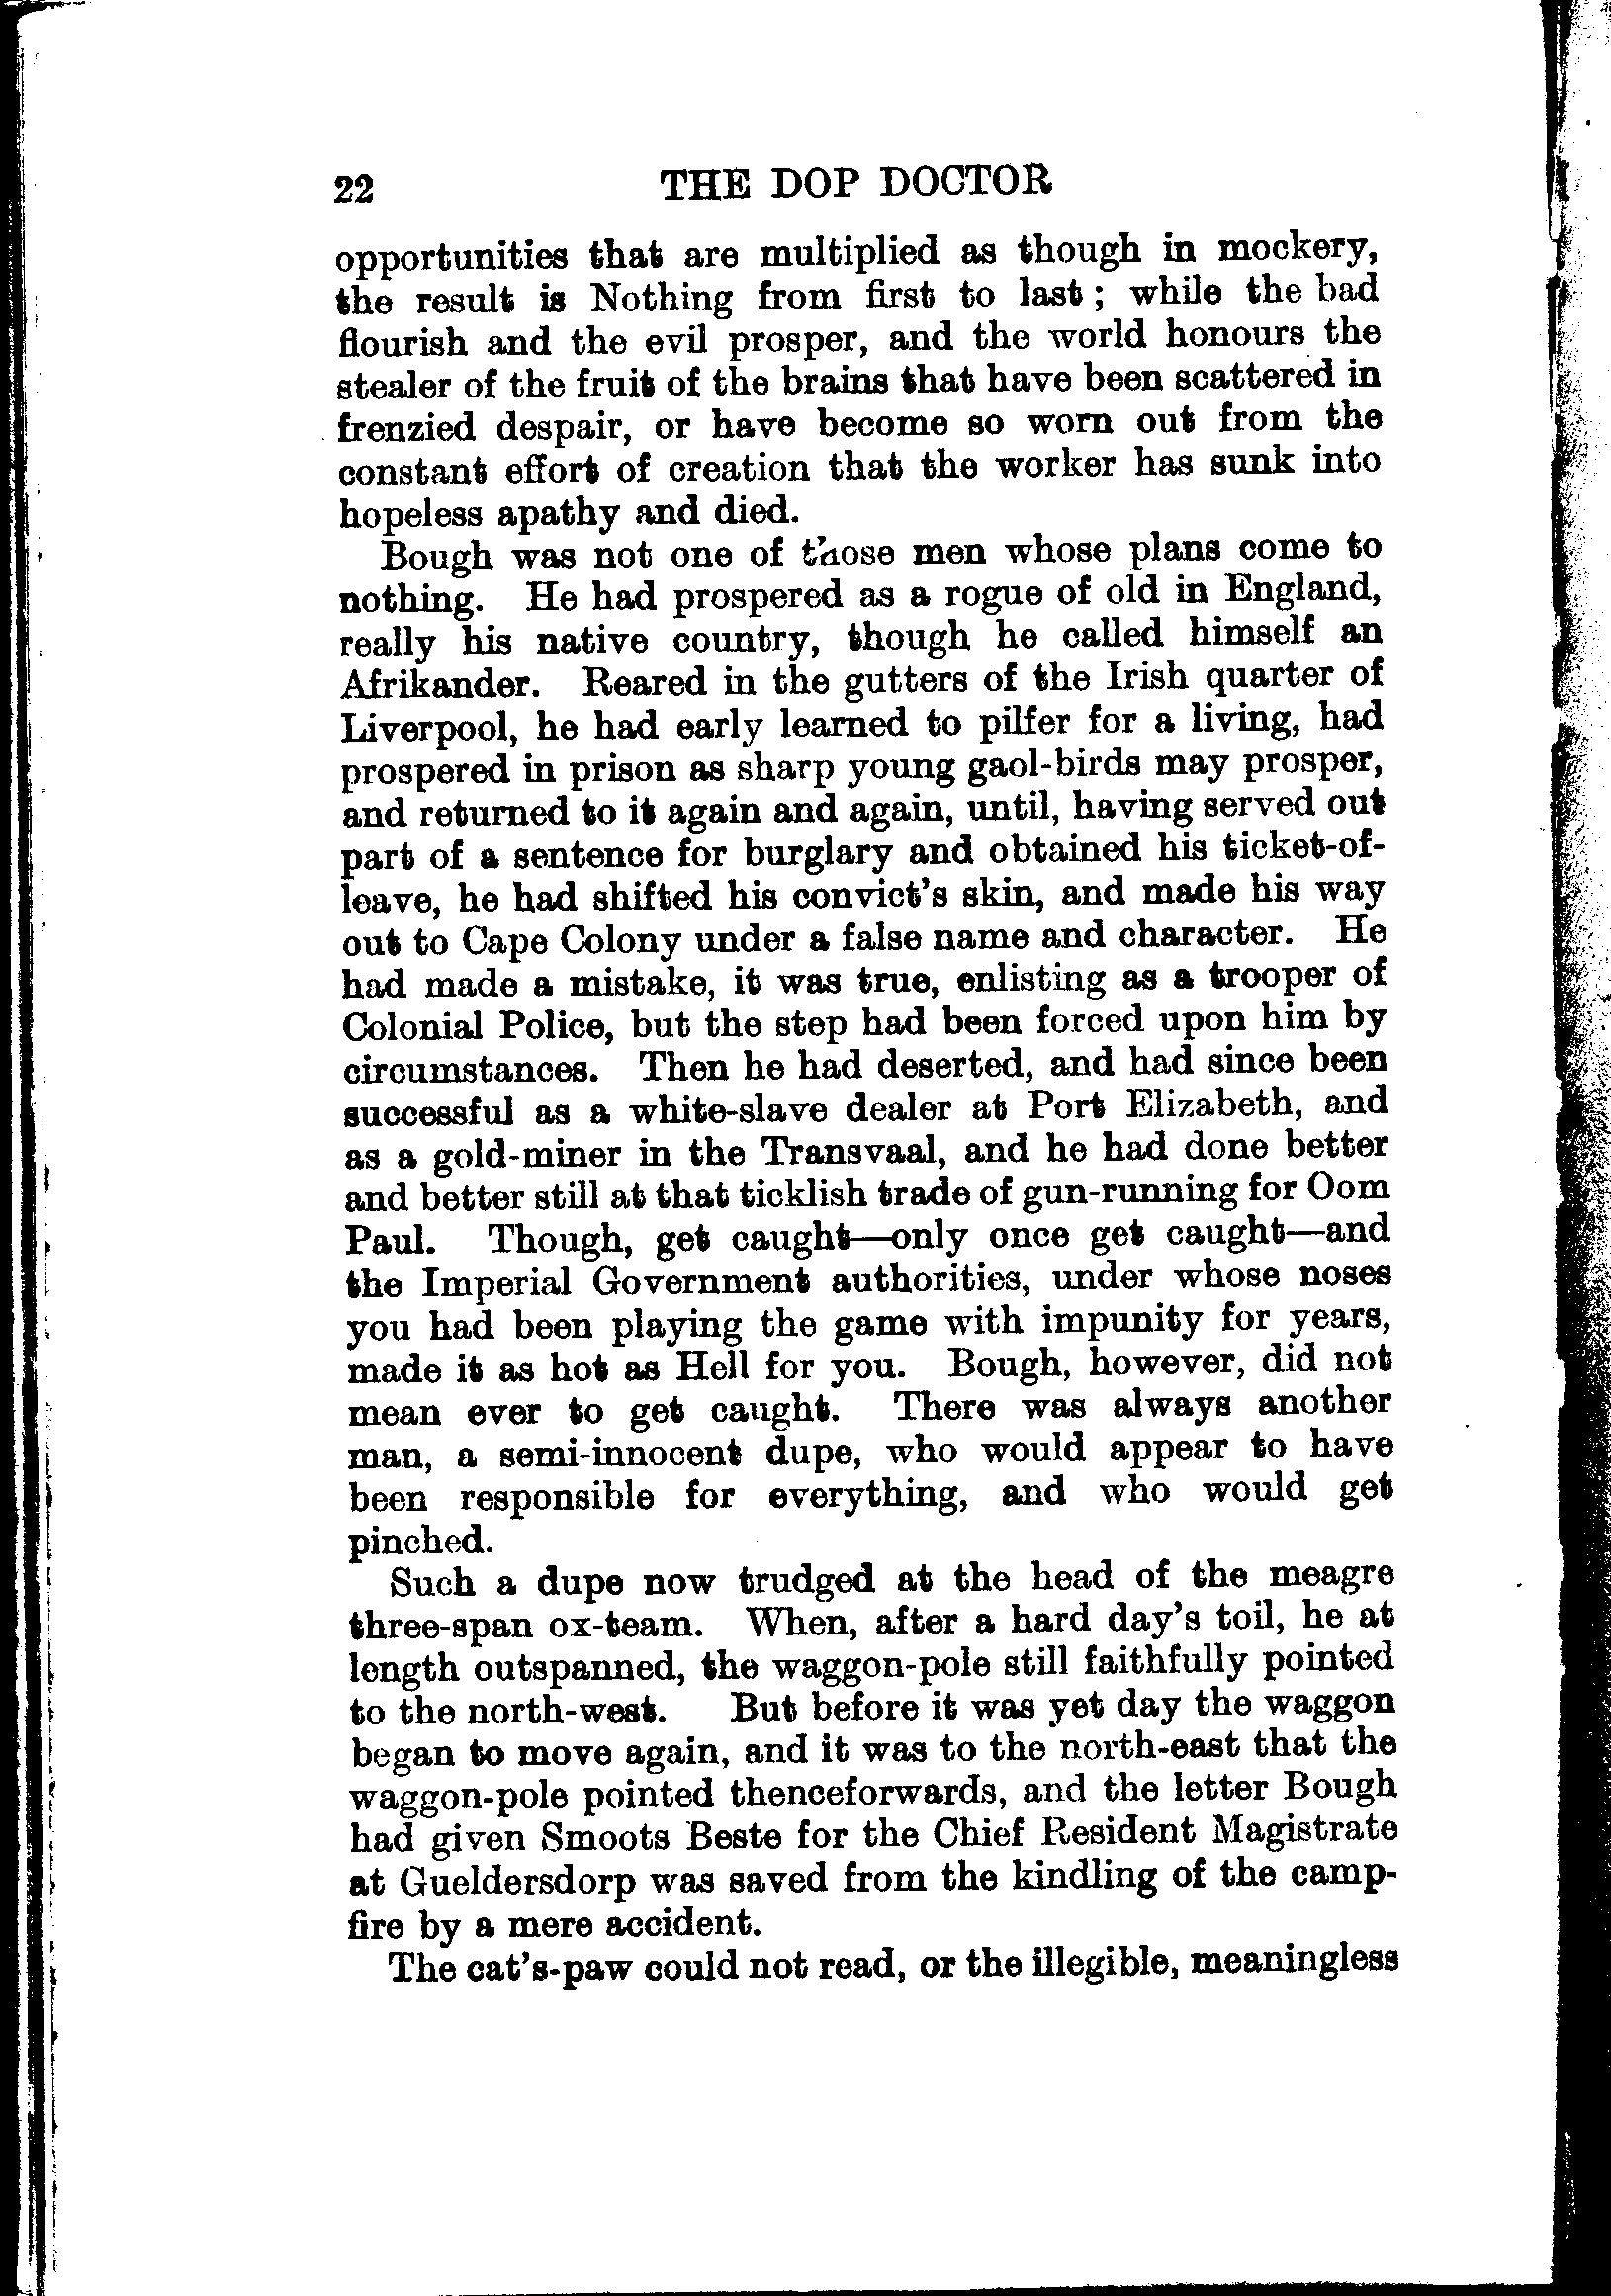 22 THE DOP DOCTOR
opportunities that are multiplied as though in mockery,
the result is Nothing from first to last ; while the bad
flourish and the evil prosper, and the world honours the
stealer of the fruit of the brains that have been scattered in
frenzied despair, or have become so worn out from the
constant effort of creation that the worker has sunk into
hopeless apathy and died.
Bough was not one of those men whose plans come to
nothing. He had prospered as a rogue of old in England,
really his native country, though he called himself an
Afrikander. Reared in the gutters of the Irish quarter of
Liverpool, he had early learned to pilfer for a living, had
prospered in prison as sharp young gaol-birds may prosper,
and returned to it again and again, until, having served out
part of a sentence for burglary and obtained his ticket-of-
leave, he had shifted his convict's skin, and made his way
out to Cape Colony under a false name and character. He
had made a mistake, it was true, enlisting as a trooper of
Colonial Police, but the step had been forced upon him by
circumstances. Then he had deserted, and had since been
successful as a white-slave dealer at Port Elizabeth, and
as a gold-miner in the Transvaal, and he had done better
and better still at that ticklish trade of gun-running for Oom
Paul. Though, get caught—only once get caught—and
the Imperial Government authorities, under whose noses
you had been playing the game with impunity for years,
made it as hot as Hell for you. Bough, however, did not
mean ever to get caught. There was always another
man, a semi-innocent dupe, who would appear to have
been responsible for everything, and who would get
pinched.
Such a dupe now trudged at the head of the meagre
three-span ox-team. When, after a hard day's toil, he at
length outspanned, the waggon-pole still faithfully pointed
to the north-west. But before it was yet day the waggon
began to move again, and it was to the north-east that the
waggon-pole pointed thenceforwards, and the letter Bough
had given Smoots Beste for the Chief Resident Magistrate
at Gueldersdorp was saved from the kindling of the camp-
fire by a mere accident.
The cat's-paw could not read, or the illegible, meaningless